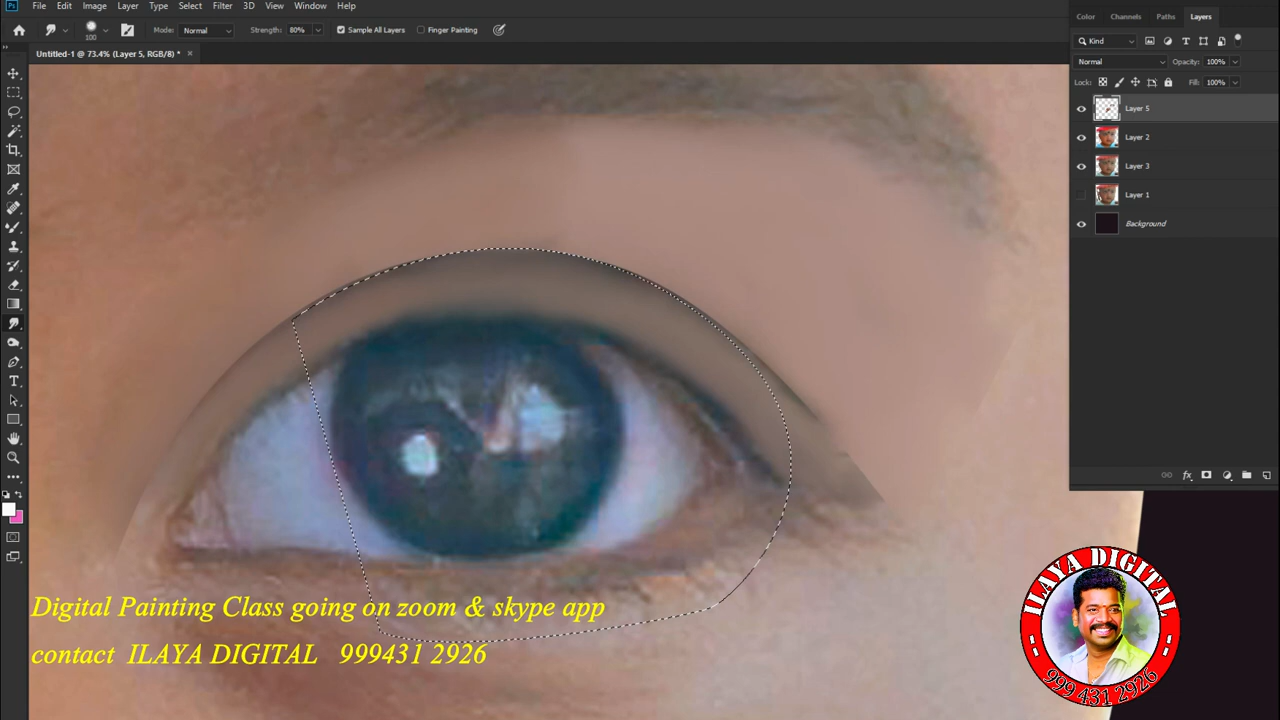 File Edit Image Layer Type Select Filter 3D View Window Help
100 Mode: Normal Strength: 80% Sample All Layers Finger Painting
Untitled-1 @ 73.4% (Layer 5, RGB/8) *
Color Channels Paths Layers
Kind
Normal Opacity: 100%
Lock: Fill: 100%
Layer 5
Layer 2
Layer 3
Layer 1
Background
fx
Digital Painting Class going on zoom & skype app
contact ILAYA DIGITAL 999431 2926
ILAYA DIGITAL
999 431 2926